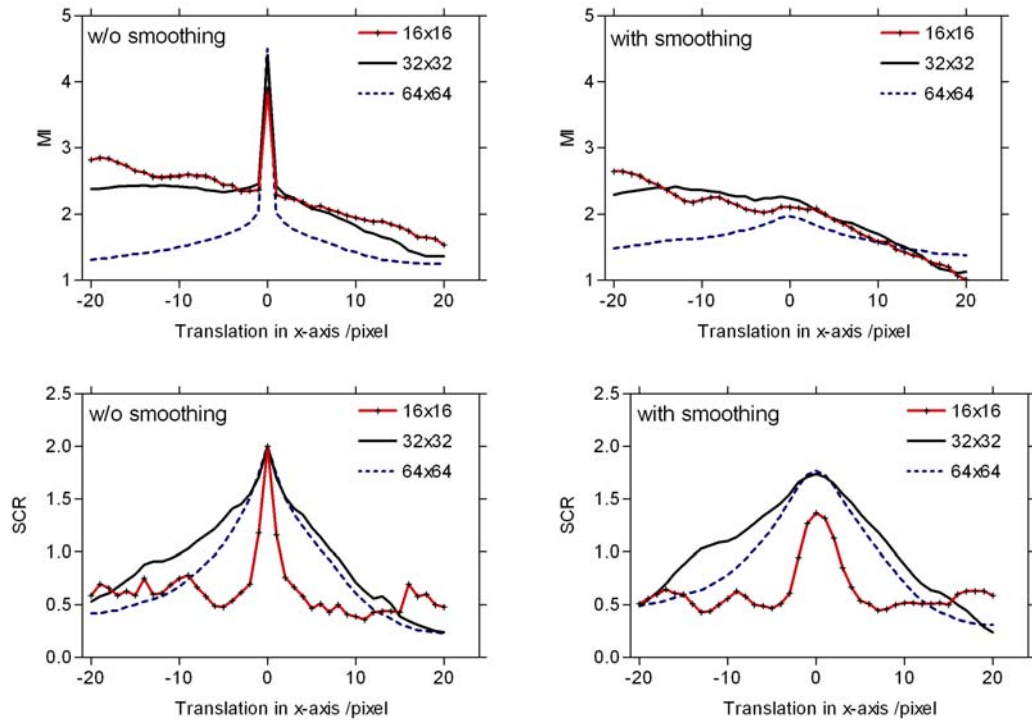 w/o smoothing
16x16
32x32
64x64
5
4
3
2
1
MI
-20 -10 0 10 20
Translation in x-axis /pixel
with smoothing
16x16
32x32
64x64
5
4
3
2
1
MI
-20 -10 0 10 20
Translation in x-axis /pixel
w/o smoothing
16x16
32x32
64x64
2.5
2.0
1.5
1.0
0.5
0.0
SCR
-20 -10 0 10 20
Translation in x-axis /pixel
with smoothing
16x16
32x32
64x64
2.5
2.0
1.5
1.0
0.5
0.0
SCR
-20 -10 0 10 20
Translation in x-axis /pixel